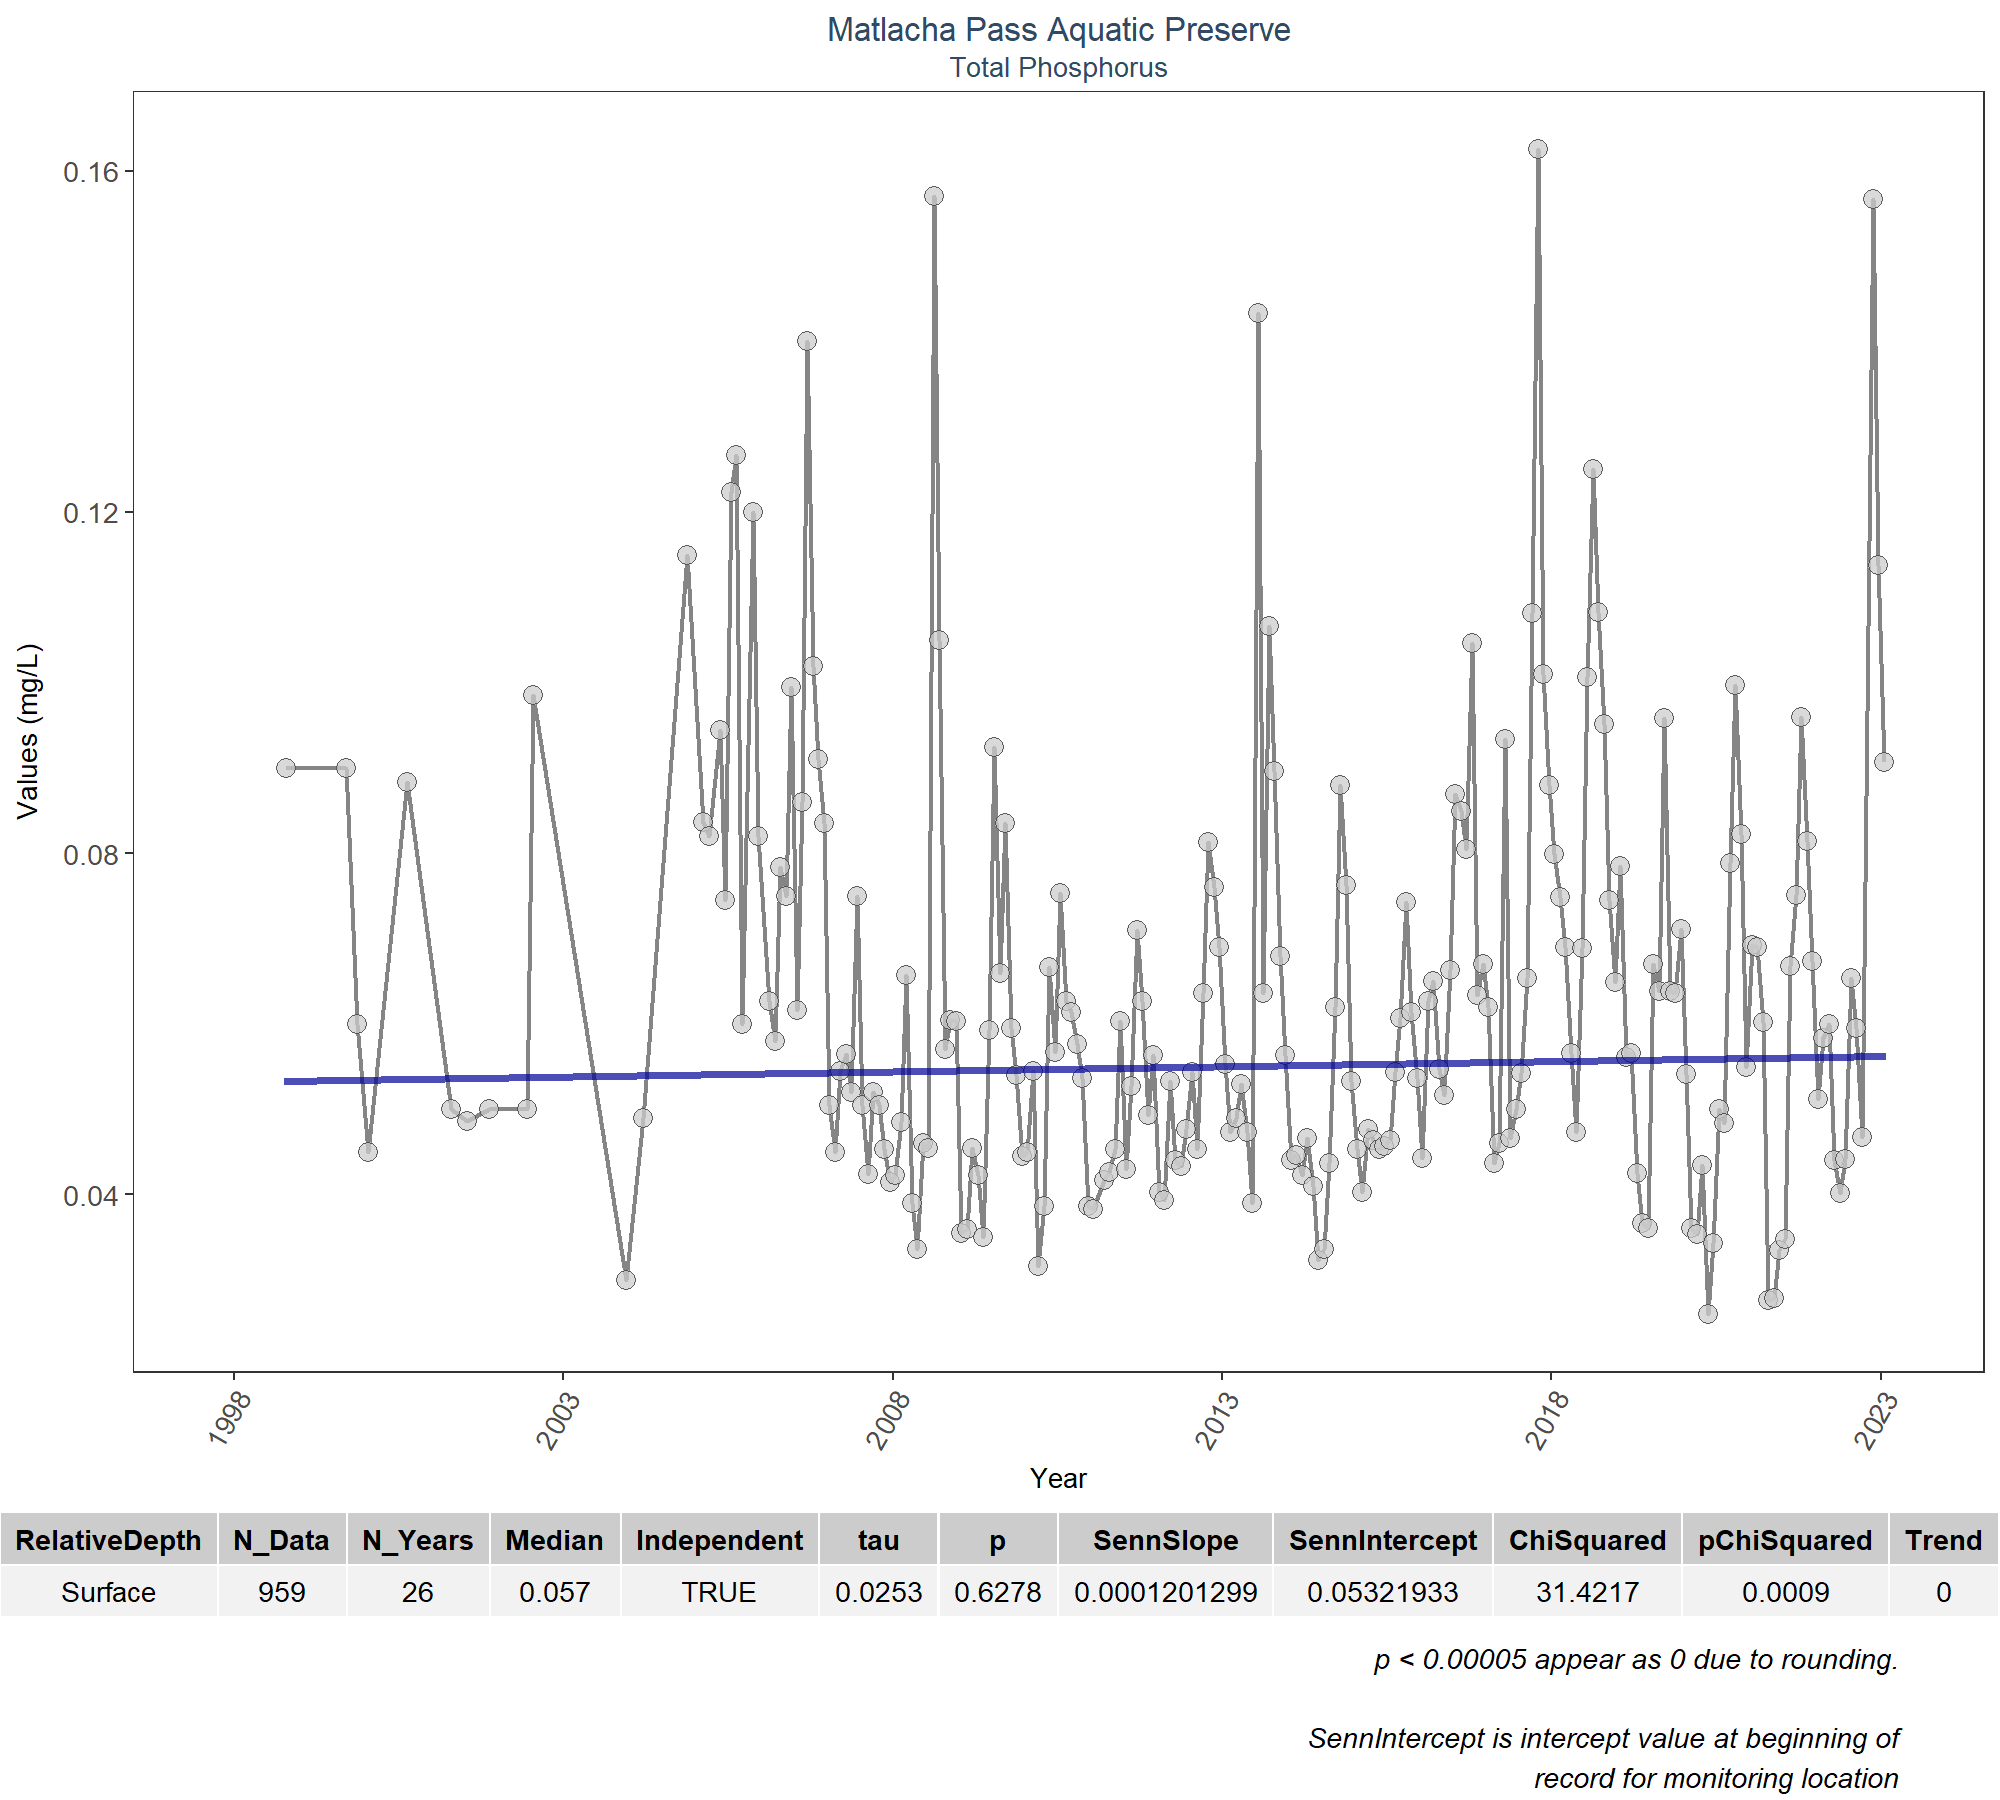 Matlacha Pass Aquatic Preserve
Total Phosphorus
Values (mg/L)
0.16
0.12
0.08
0.04
1998 2003 2008 2013 2018 2023
Year
RelativeDepth N_Data N_Years Median Independent tau p SennSlope SennIntercept ChiSquared pChiSquared Trend
Surface 959 26 0.057 TRUE 0.0253 0.6278 0.0001201299 0.05321933 31.4217 0.0009 0
p < 0.00005 appear as 0 due to rounding.
SennIntercept is intercept value at beginning of
record for monitoring location